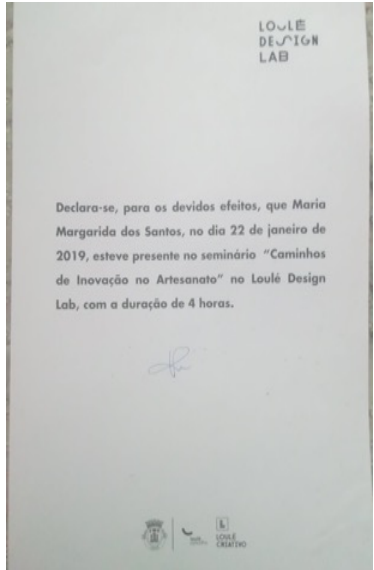 LOULÉ
DESIGN
LAB
Declara-se, para os devidos efeitos, que Maria
Margarida dos Santos, no dia 22 de janeiro de
2019, esteve presente no seminário “Caminhos
de Inovação no Artesanato” no Loulé Design
Lab, com a duração de 4 horas.
L
LOULÉ
CRIATIVO